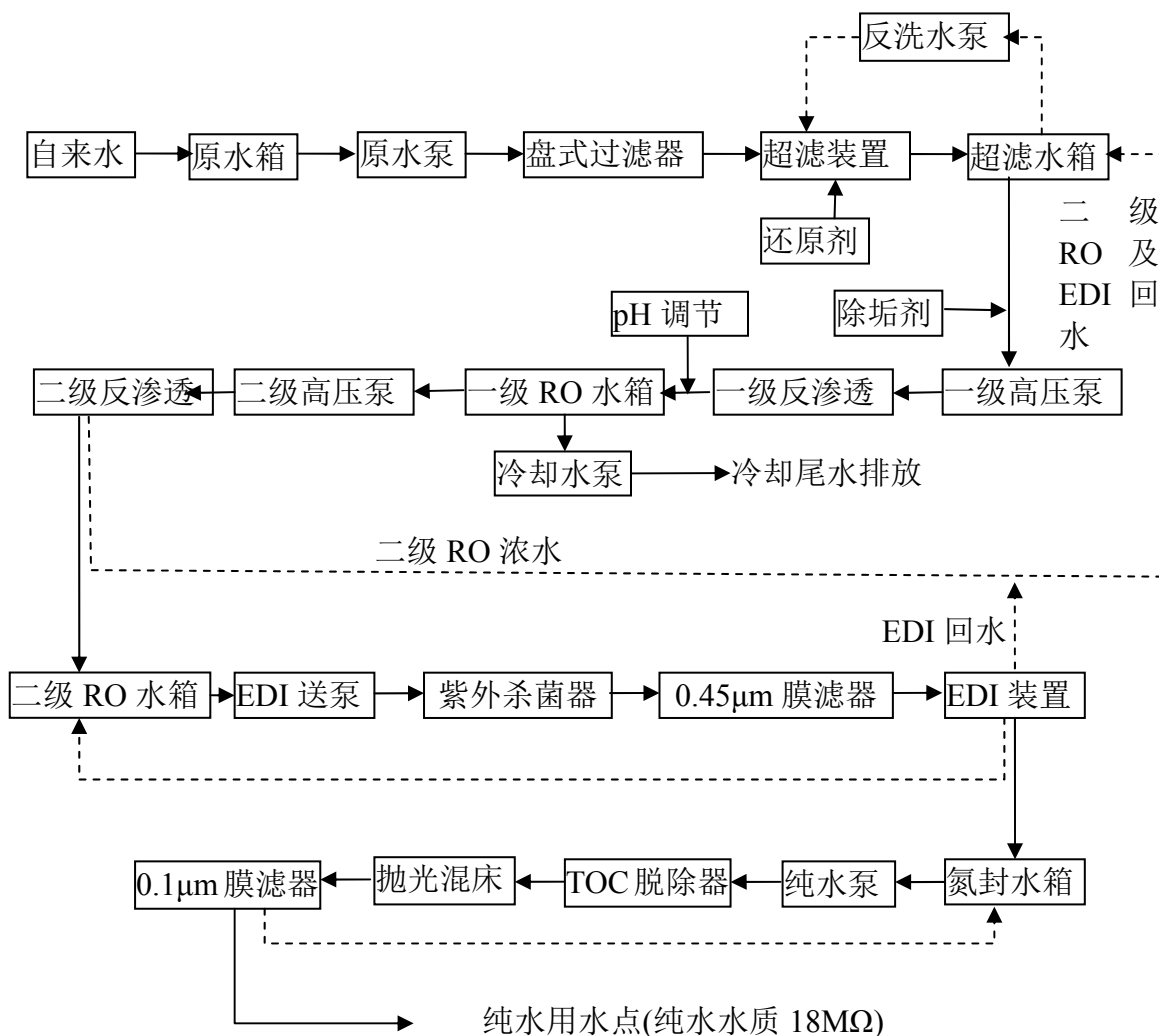 反洗水泵
自来水
原水箱
原水泵
盘式过滤器
超滤装置
超滤水箱
还原剂
二级
RO 及
EDI 回
水
pH 调节
除垢剂
二级反渗透
二级高压泵
一级 RO 水箱
一级反渗透
一级高压泵
冷却水泵
冷却尾水排放
二级 RO 浓水
EDI 回水
二级 RO 水箱
EDI 送泵
紫外杀菌器
0.45μm 膜滤器
EDI 装置
0.1μm 膜滤器
抛光混床
TOC 脱除器
纯水泵
氮封水箱
纯水用水点(纯水水质 18MΩ)